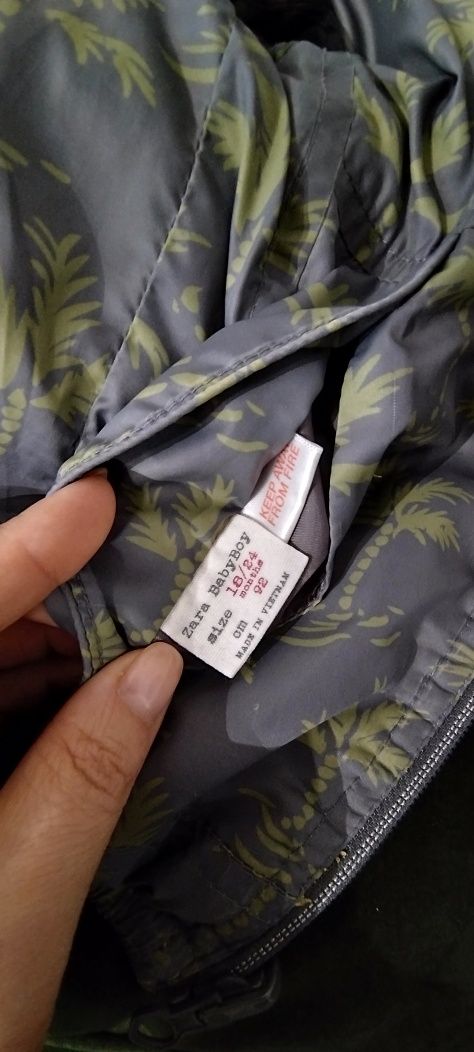 KEEP AWAY
FROM FIRE
Zara BabyBoy
size 18/24
months
cm 92
MADE IN VIETNAM